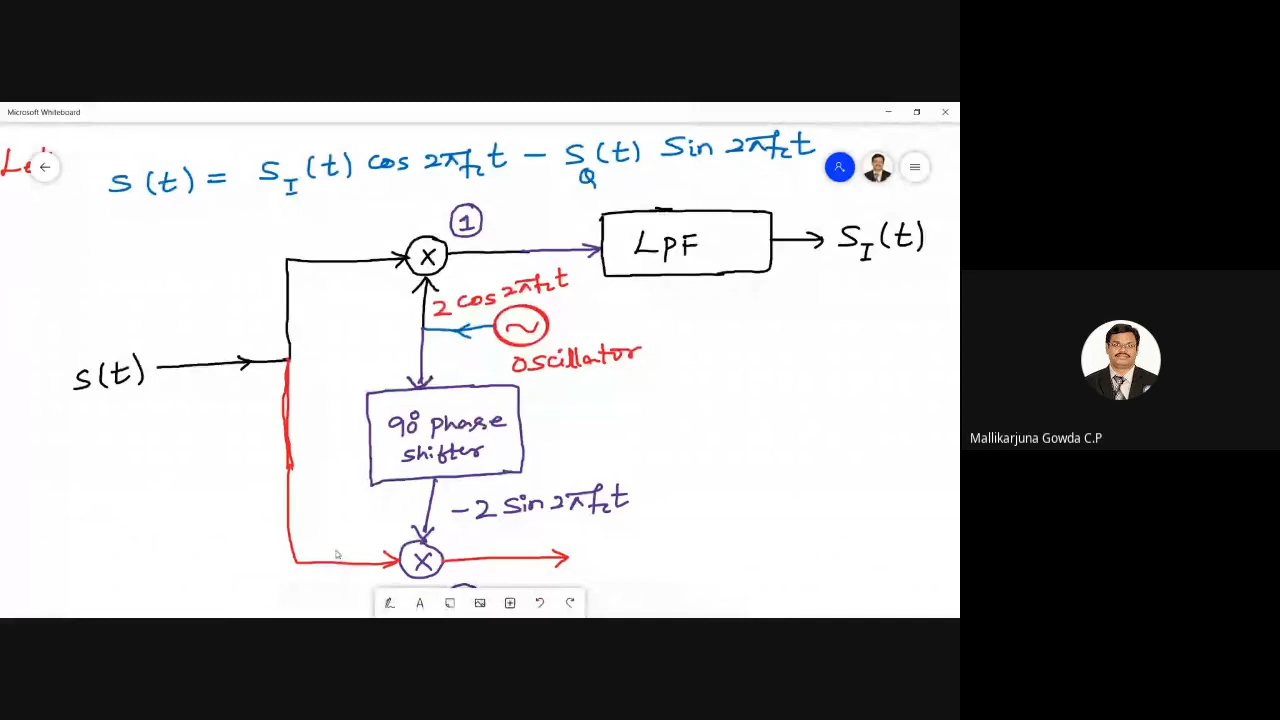 Microsoft Whiteboard
Let
S(t) = S_I(t) cos 2πf_c t − S_Q(t) Sin 2πf_c t
1
X
LPF
S_I(t)
2 cos 2πf_c t
oscillator
S(t)
90° phase
shifter
−2 Sin 2πf_c t
X
A
Mallikarjuna Gowda C.P